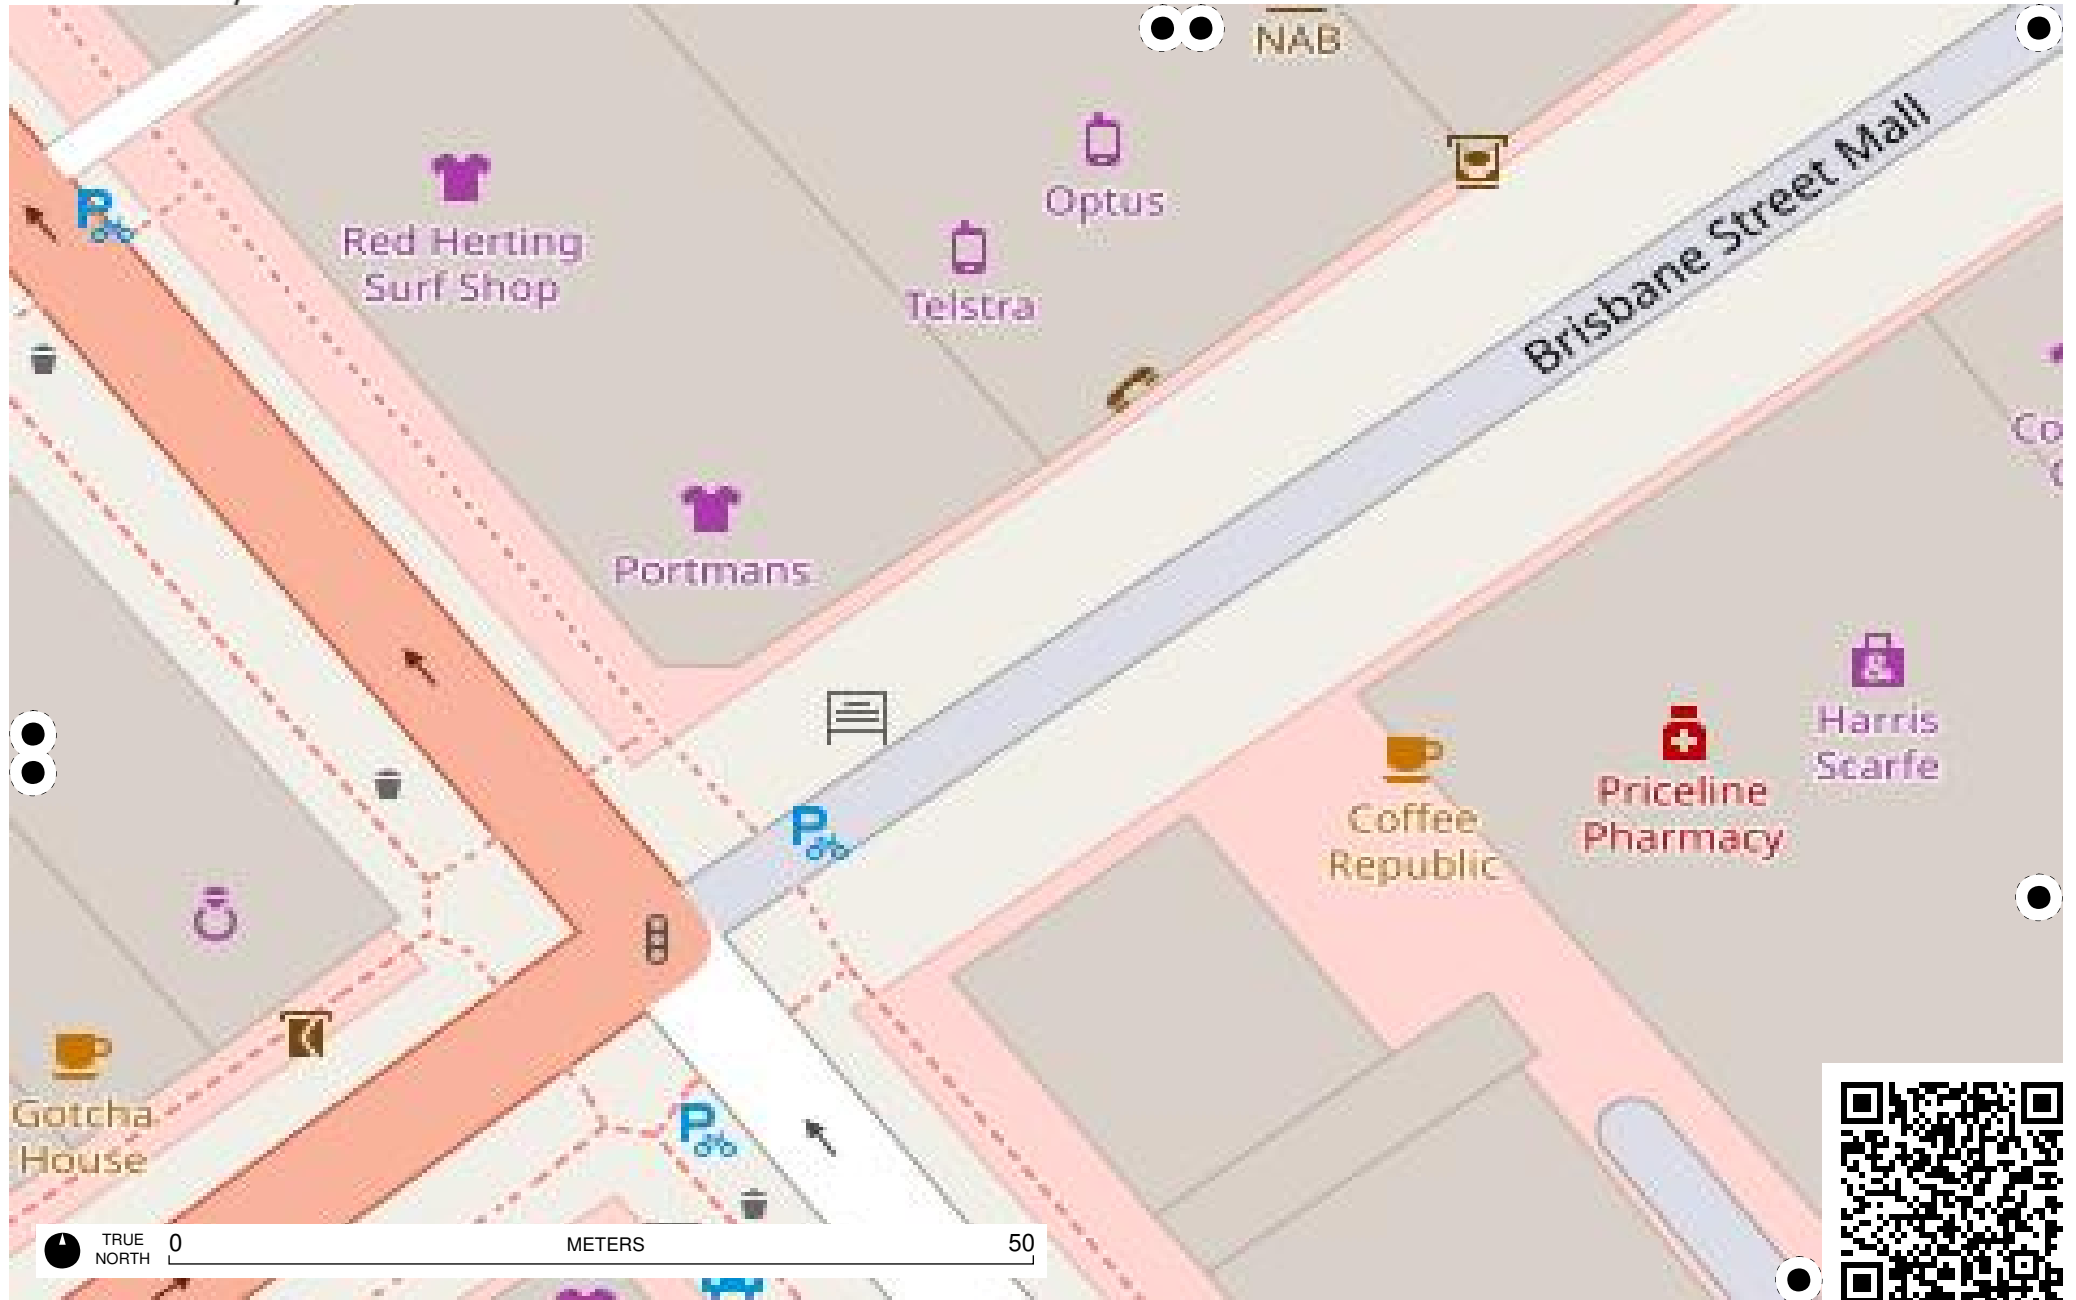 NAB
Optus
Red Herting
Surf Shop
Telstra
Brisbane Street Mall
Portmans
Harris
Scarfe
Priceline
Pharmacy
Coffee
Republic
Gotcha
House
TRUE
NORTH
0
METERS
50